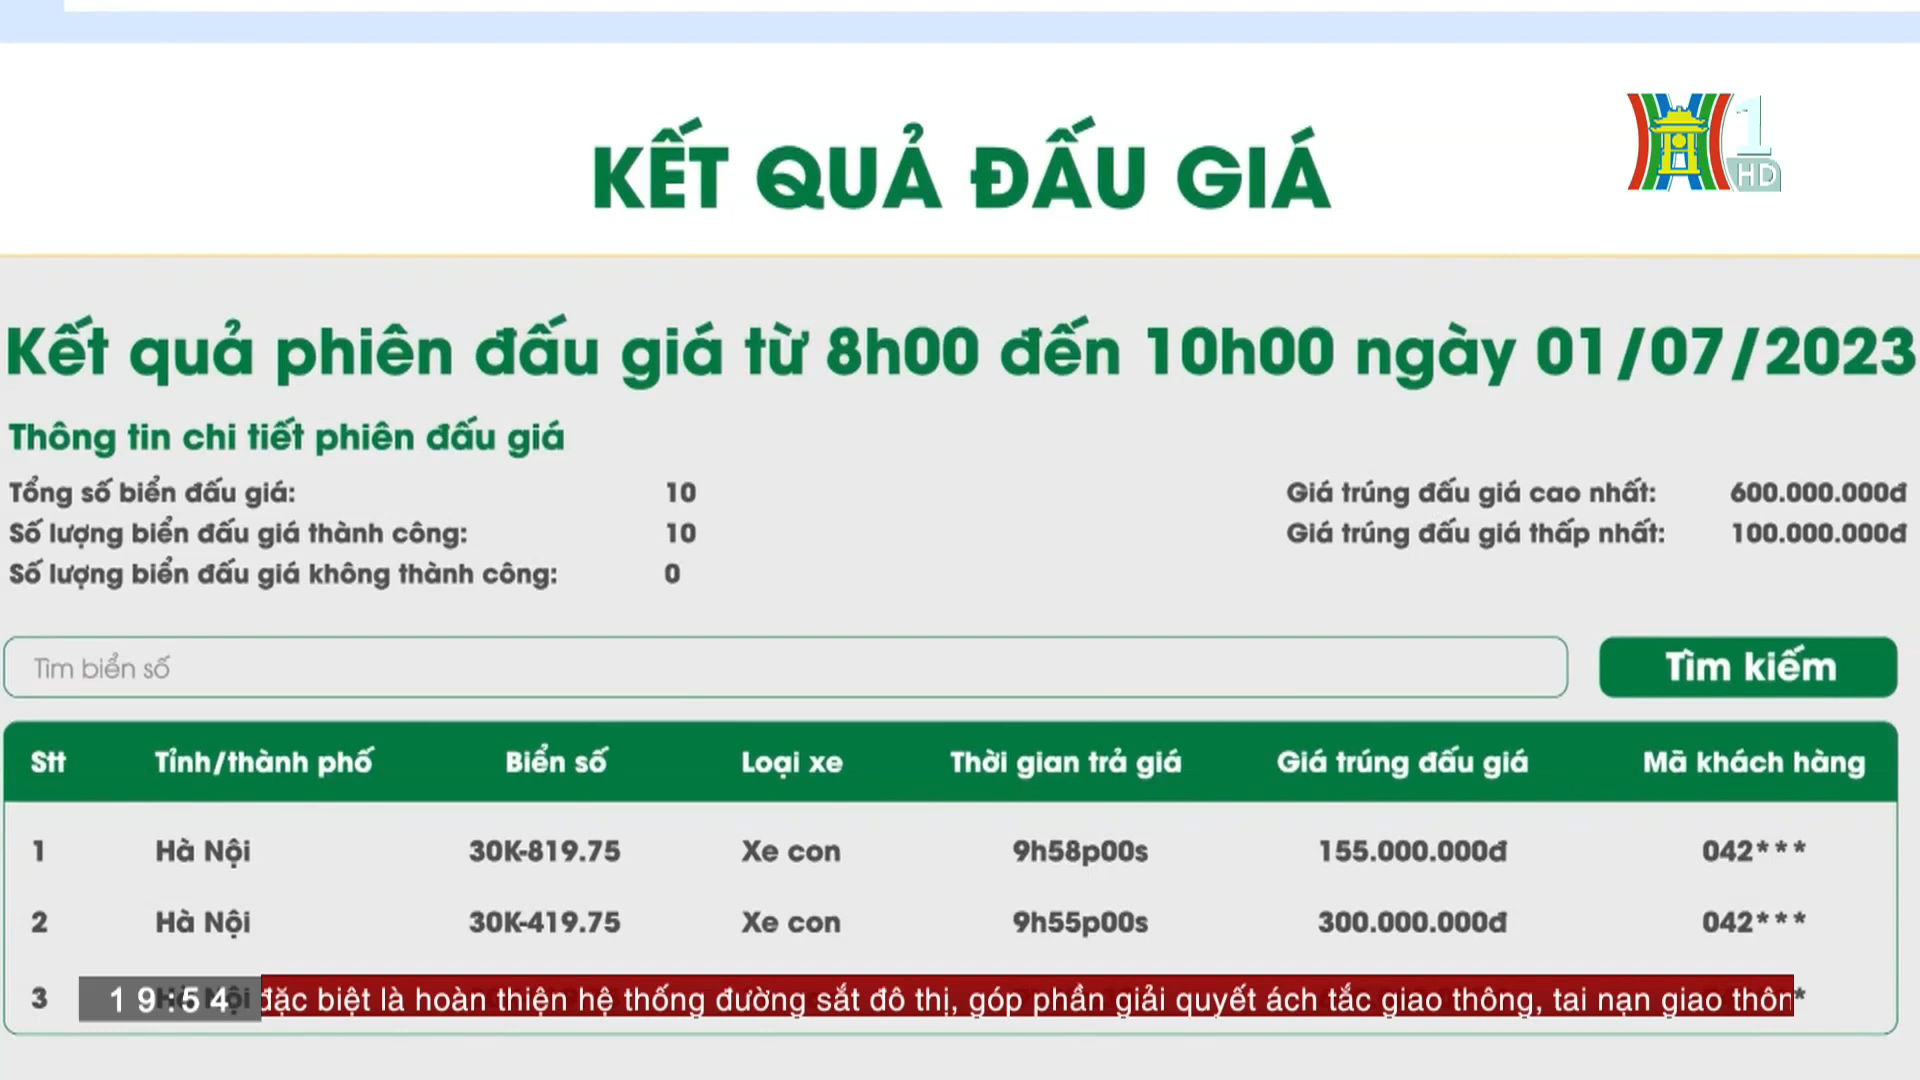 1
HD
KẾT QUẢ ĐẤU GIÁ
Kết quả phiên đấu giá từ 8h00 đến 10h00 ngày 01/07/2023
Thông tin chi tiết phiên đấu giá
Tổng số biển đấu giá: 10 Giá trúng đấu giá cao nhất: 600.000.000đ
Số lượng biển đấu giá thành công: 10 Giá trúng đấu giá thấp nhất: 100.000.000đ
Số lượng biển đấu giá không thành công: 0
Tìm biển số Tìm kiếm
Stt Tỉnh/thành phố Biển số Loại xe Thời gian trả giá Giá trúng đấu giá Mã khách hàng
1 Hà Nội 30K-819.75 Xe con 9h58p00s 155.000.000đ 042***
2 Hà Nội 30K-419.75 Xe con 9h55p00s 300.000.000đ 042***
3 Hà Nội
19:54 đặc biệt là hoàn thiện hệ thống đường sắt đô thị, góp phần giải quyết ách tắc giao thông, tai nạn giao thôn